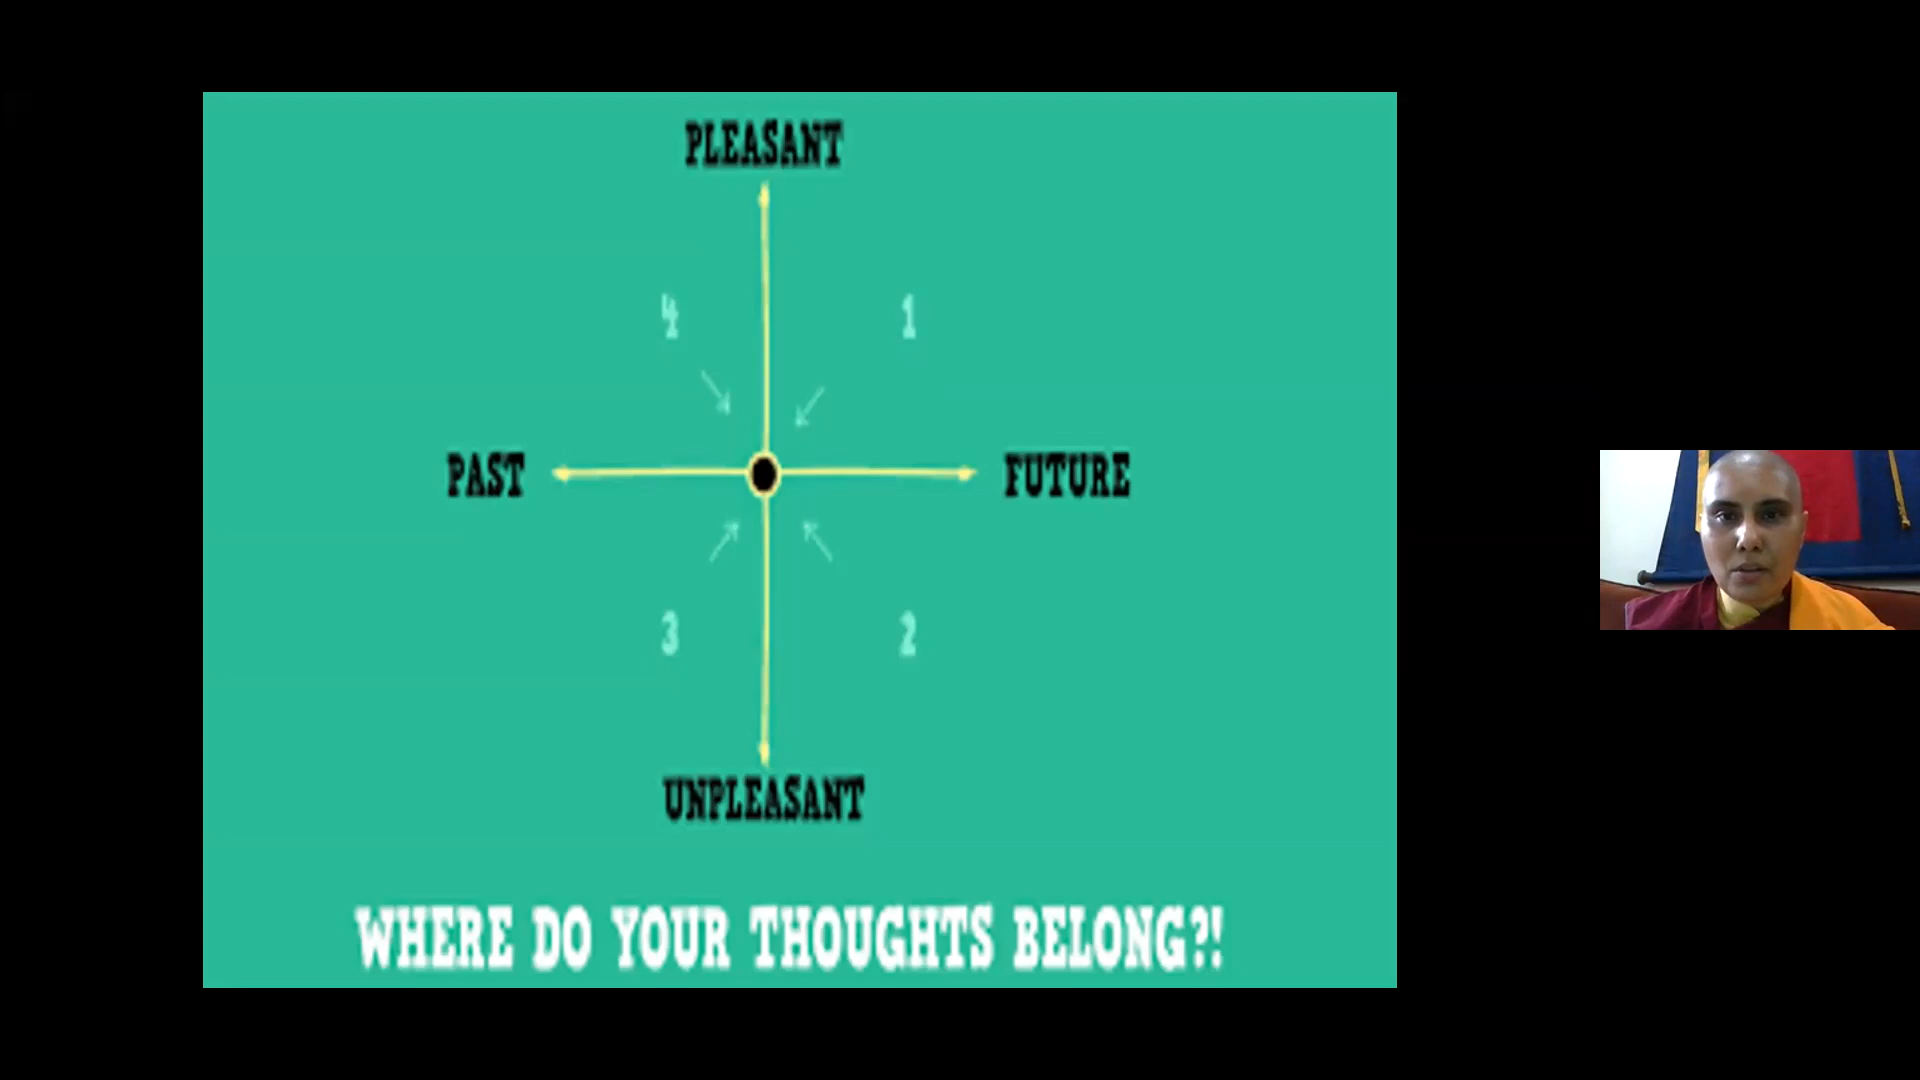 PLEASANT
4 1
PAST FUTURE
3 2
UNPLEASANT
WHERE DO YOUR THOUGHTS BELONG?!